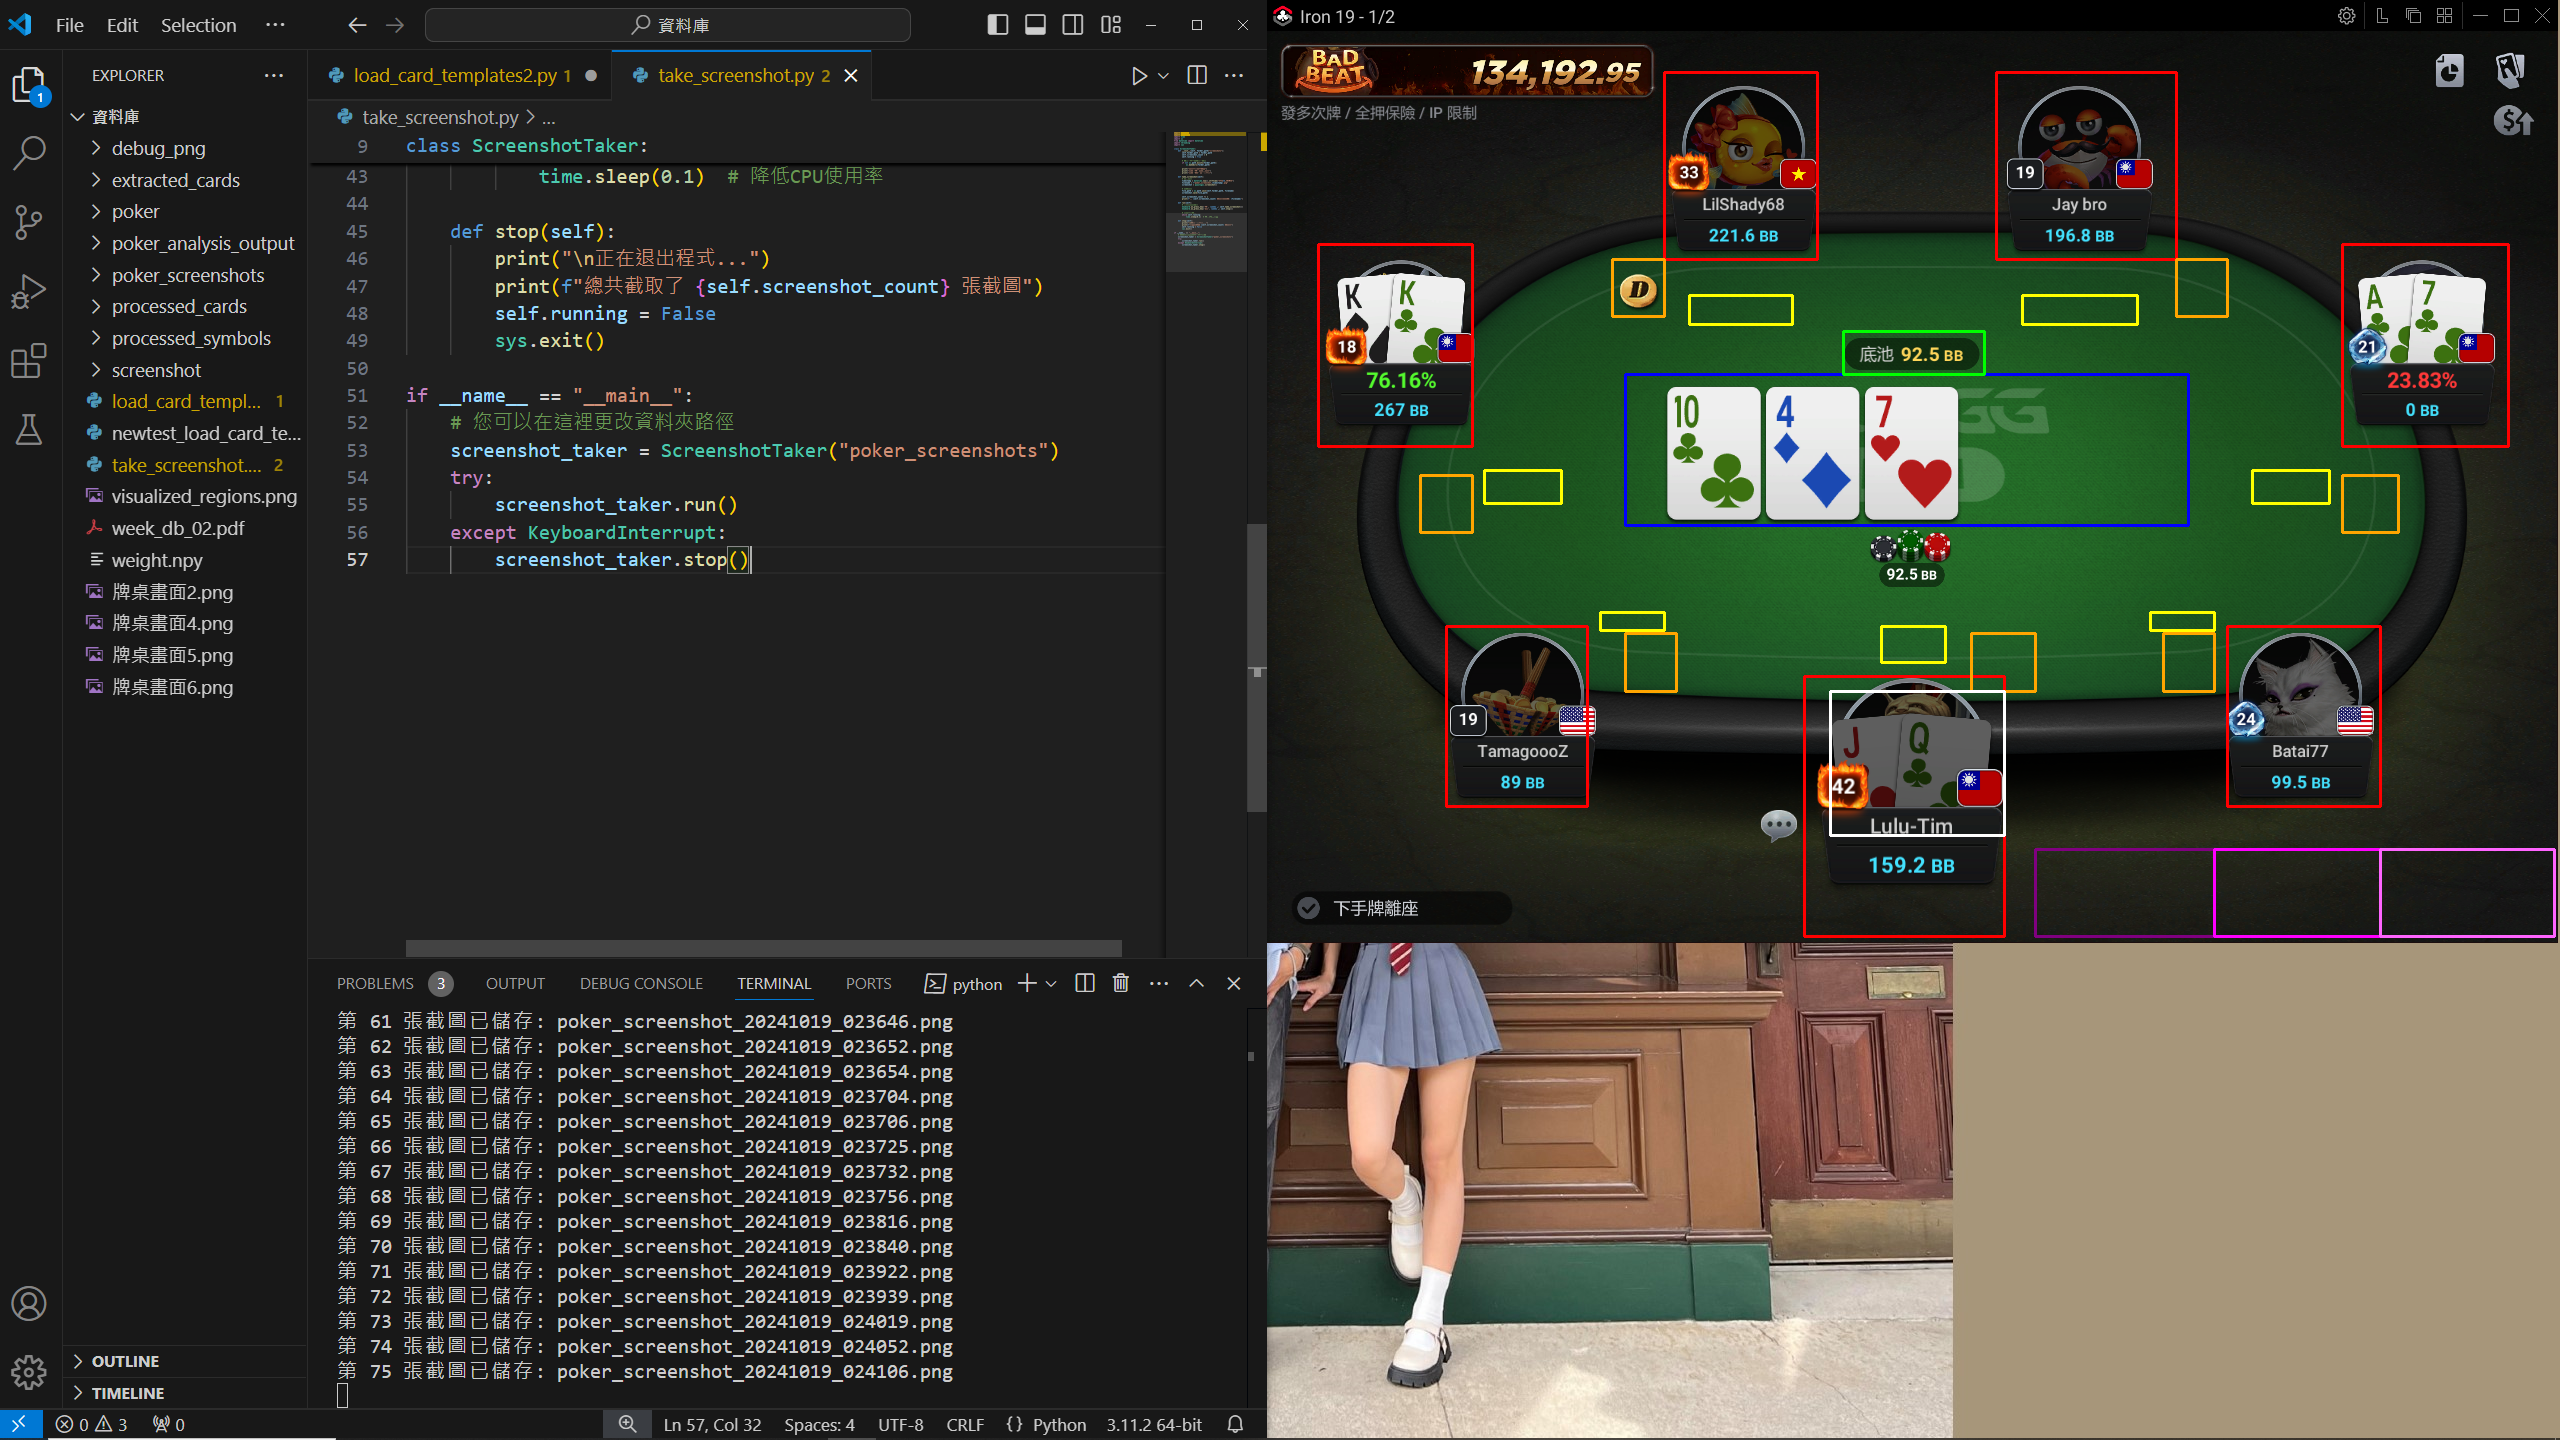 File Edit Selection ...
資料庫
EXPLORER
資料庫
debug_png
extracted_cards
poker
poker_analysis_output
poker_screenshots
processed_cards
processed_symbols
screenshot
load_card_templ... 1
newtest_load_card_te...
take_screenshot.... 2
visualized_regions.png
week_db_02.pdf
weight.npy
牌桌畫面2.png
牌桌畫面4.png
牌桌畫面5.png
牌桌畫面6.png
OUTLINE
TIMELINE
1
load_card_templates2.py 1
take_screenshot.py 2
take_screenshot.py > ...
9 class ScreenshotTaker:
43 time.sleep(0.1) # 降低CPU使用率
44
45 def stop(self):
46 print("\n正在退出程式...")
47 print(f"總共截取了 {self.screenshot_count} 張截圖")
48 self.running = False
49 sys.exit()
50
51 if __name__ == "__main__":
52 # 您可以在這裡更改資料夾路徑
53 screenshot_taker = ScreenshotTaker("poker_screenshots")
54 try:
55 screenshot_taker.run()
56 except KeyboardInterrupt:
57 screenshot_taker.stop()
PROBLEMS 3 OUTPUT DEBUG CONSOLE TERMINAL PORTS python
第 61 張截圖已儲存: poker_screenshot_20241019_023646.png
第 62 張截圖已儲存: poker_screenshot_20241019_023652.png
第 63 張截圖已儲存: poker_screenshot_20241019_023654.png
第 64 張截圖已儲存: poker_screenshot_20241019_023704.png
第 65 張截圖已儲存: poker_screenshot_20241019_023706.png
第 66 張截圖已儲存: poker_screenshot_20241019_023725.png
第 67 張截圖已儲存: poker_screenshot_20241019_023732.png
第 68 張截圖已儲存: poker_screenshot_20241019_023756.png
第 69 張截圖已儲存: poker_screenshot_20241019_023816.png
第 70 張截圖已儲存: poker_screenshot_20241019_023840.png
第 71 張截圖已儲存: poker_screenshot_20241019_023922.png
第 72 張截圖已儲存: poker_screenshot_20241019_023939.png
第 73 張截圖已儲存: poker_screenshot_20241019_024019.png
第 74 張截圖已儲存: poker_screenshot_20241019_024052.png
第 75 張截圖已儲存: poker_screenshot_20241019_024106.png
0 3 0 Ln 57, Col 32 Spaces: 4 UTF-8 CRLF {} Python 3.11.2 64-bit
Iron 19 - 1/2
BAD BEAT 134,192.95
發多次牌 / 全押保險 / IP 限制
33
LilShady68
221.6 BB
19
Jay bro
196.8 BB
K K
18
76.16%
267 BB
D
A 7
21
23.83%
0 BB
底池 92.5 BB
10 4 7
92.5 BB
19
TamagoooZ
89 BB
J Q
42
Lulu-Tim
159.2 BB
24
Batai77
99.5 BB
下手牌離座